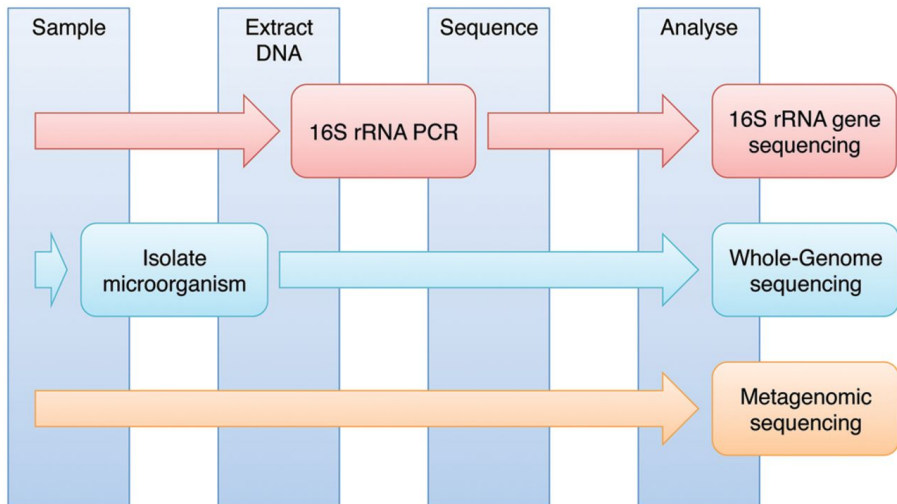 Sample
Extract
DNA
Sequence
Analyse
16S rRNA PCR
16S rRNA gene
sequencing
Isolate
microorganism
Whole-Genome
sequencing
Metagenomic
sequencing